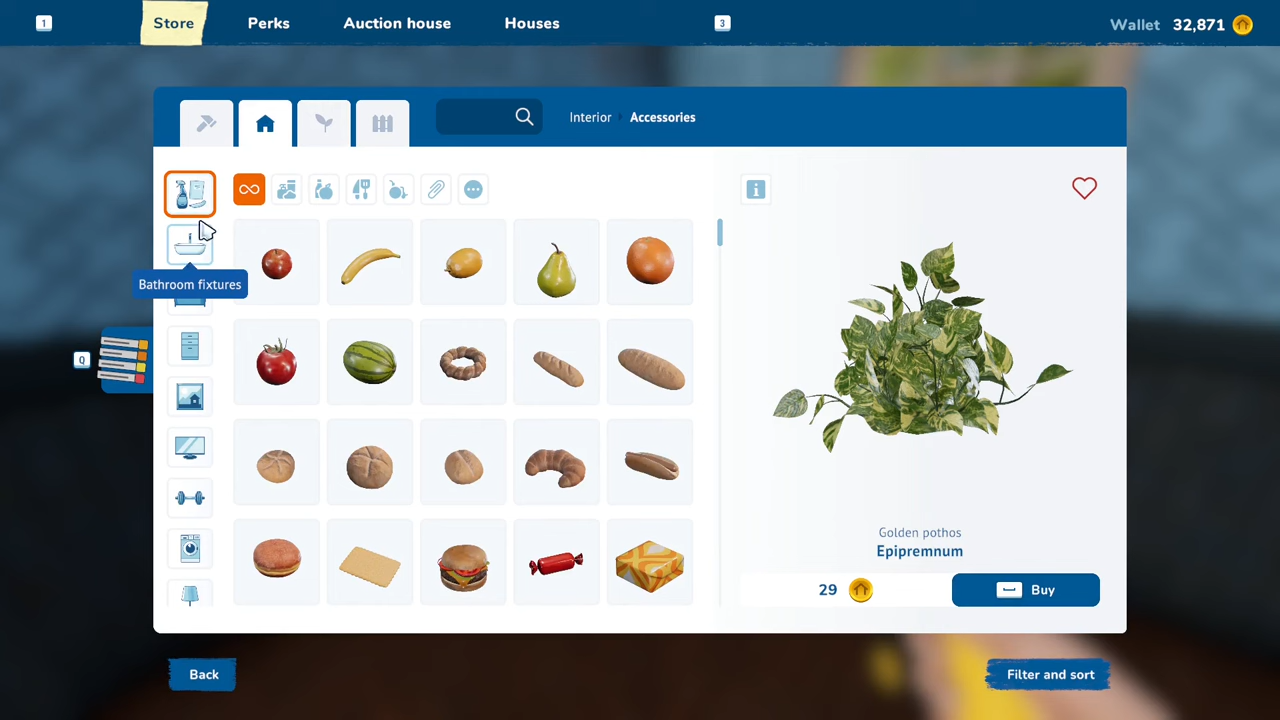 1
Store
Perks
Auction house
Houses
3
Wallet 32,871
Interior
Accessories
Bathroom fixtures
Q
Golden pothos
Epipremnum
29
Buy
Back
Filter and sort